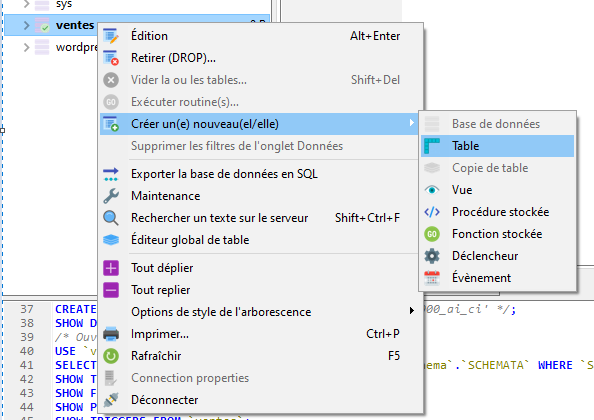 sys
ventes
wordpre
Édition Alt+Enter
Retirer (DROP)...
Vider la ou les tables... Shift+Del
Exécuter routine(s)...
Créer un(e) nouveau(el/elle)
Supprimer les filtres de l'onglet Données
Exporter la base de données en SQL
Maintenance
Rechercher un texte sur le serveur Shift+Ctrl+F
Éditeur global de table
Tout déplier
Tout replier
Options de style de l'arborescence
Imprimer... Ctrl+P
Rafraîchir F5
Connection properties
Déconnecter
Base de données
Table
Copie de table
Vue
Procédure stockée
Fonction stockée
Déclencheur
Évènement
37 CREATE 000_ai_ci' */;
38 SHOW D
39 /* Ouv
40 USE `v
41 SELECT ema`.`SCHEMATA` WHERE `S
42 SHOW T
43 SHOW F
44 SHOW P